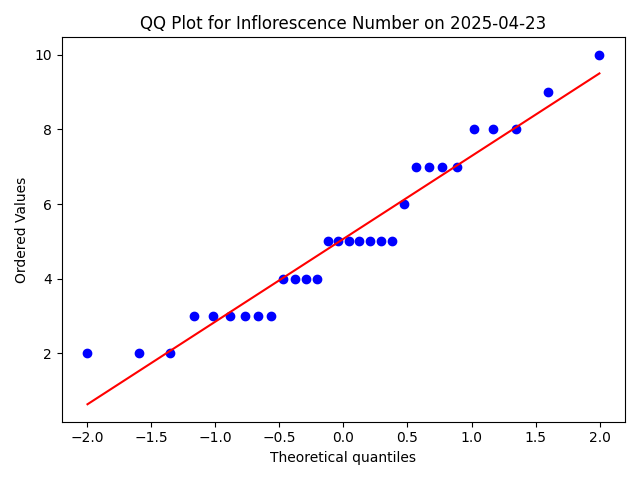 QQ Plot for Inflorescence Number on 2025-04-23
Ordered Values
10
8
6
4
2
−2.0 −1.5 −1.0 −0.5 0.0 0.5 1.0 1.5 2.0
Theoretical quantiles